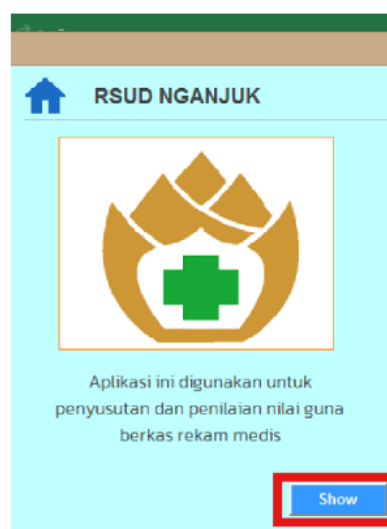 RSUD NGANJUK
Aplikasi ini digunakan untuk
penyusutan dan penilaian nilai guna
berkas rekam medis
Show